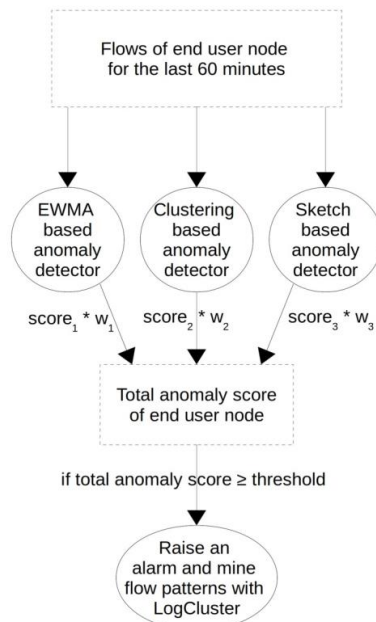 Flows of end user node
for the last 60 minutes
EWMA
based
anomaly
detector
Clustering
based
anomaly
detector
Sketch
based
anomaly
detector
score₁ * w₁
score₂ * w₂
score₃ * w₃
Total anomaly score
of end user node
if total anomaly score ≥ threshold
Raise an
alarm and mine
flow patterns with
LogCluster